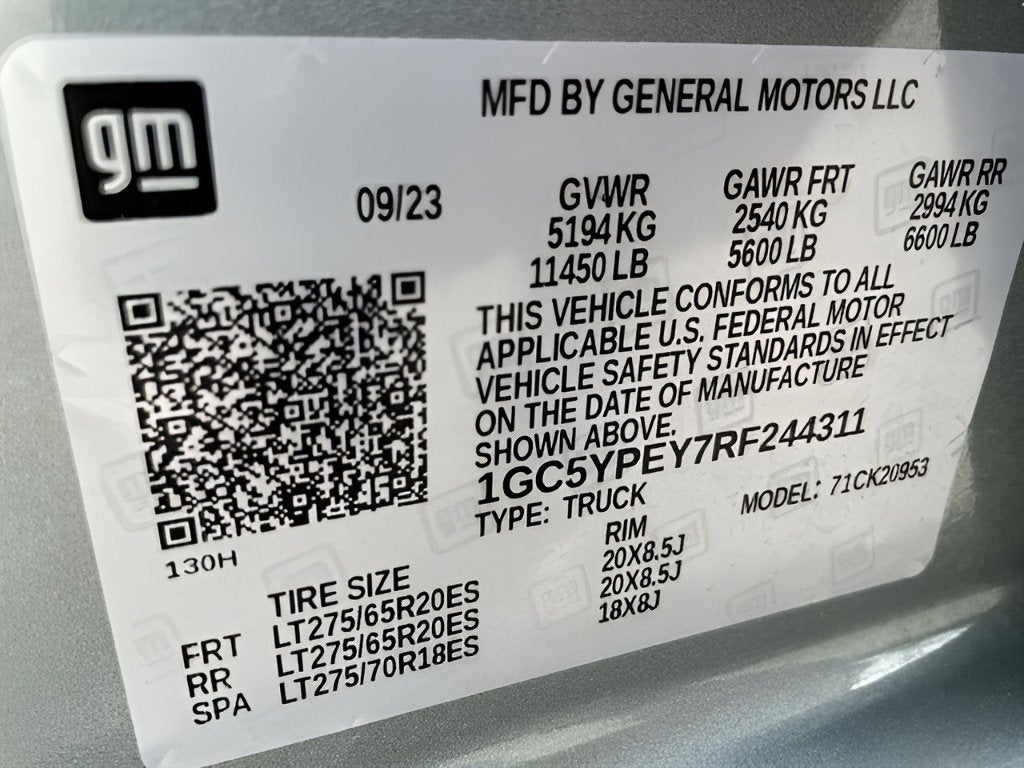 gm
MFD BY GENERAL MOTORS LLC
09/23
GVWR GAWR FRT GAWR RR
5194 KG 2540 KG 2994 KG
11450 LB 5600 LB 6600 LB
THIS VEHICLE CONFORMS TO ALL
APPLICABLE U.S. FEDERAL MOTOR
VEHICLE SAFETY STANDARDS IN EFFECT
ON THE DATE OF MANUFACTURE
SHOWN ABOVE.
1GC5YPEY7RF244311
TYPE: TRUCK MODEL: 71CK20953
130H
TIRE SIZE RIM
FRT LT275/65R20ES 20X8.5J
RR LT275/65R20ES 20X8.5J
SPA LT275/70R18ES 18X8J